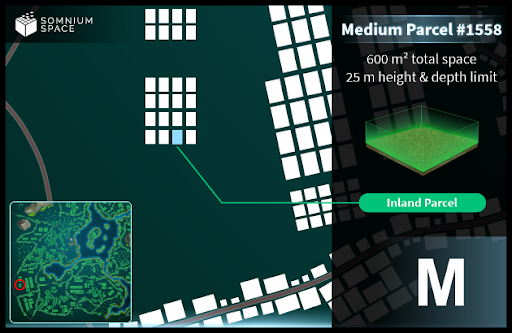 SOMNIUM
SPACE
Medium Parcel #1558
600 m² total space
25 m height & depth limit
Inland Parcel
M